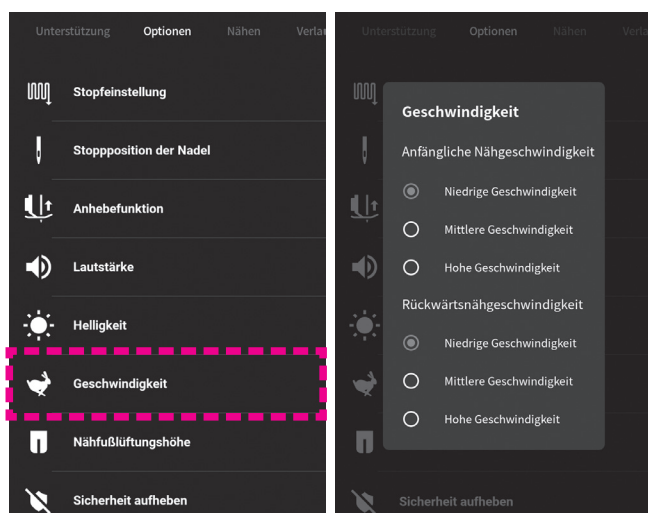 Unterstützung Optionen Nähen Verlau
Stopfeinstellung
Stoppposition der Nadel
Anhebefunktion
Lautstärke
Helligkeit
Geschwindigkeit
Nähfußlüftungshöhe
Sicherheit aufheben
Unterstützung Optionen Nähen Verla
Geschwindigkeit
Anfängliche Nähgeschwindigkeit
Niedrige Geschwindigkeit
Mittlere Geschwindigkeit
Hohe Geschwindigkeit
Rückwärtsnähgeschwindigkeit
Niedrige Geschwindigkeit
Mittlere Geschwindigkeit
Hohe Geschwindigkeit
Sicherheit aufheben